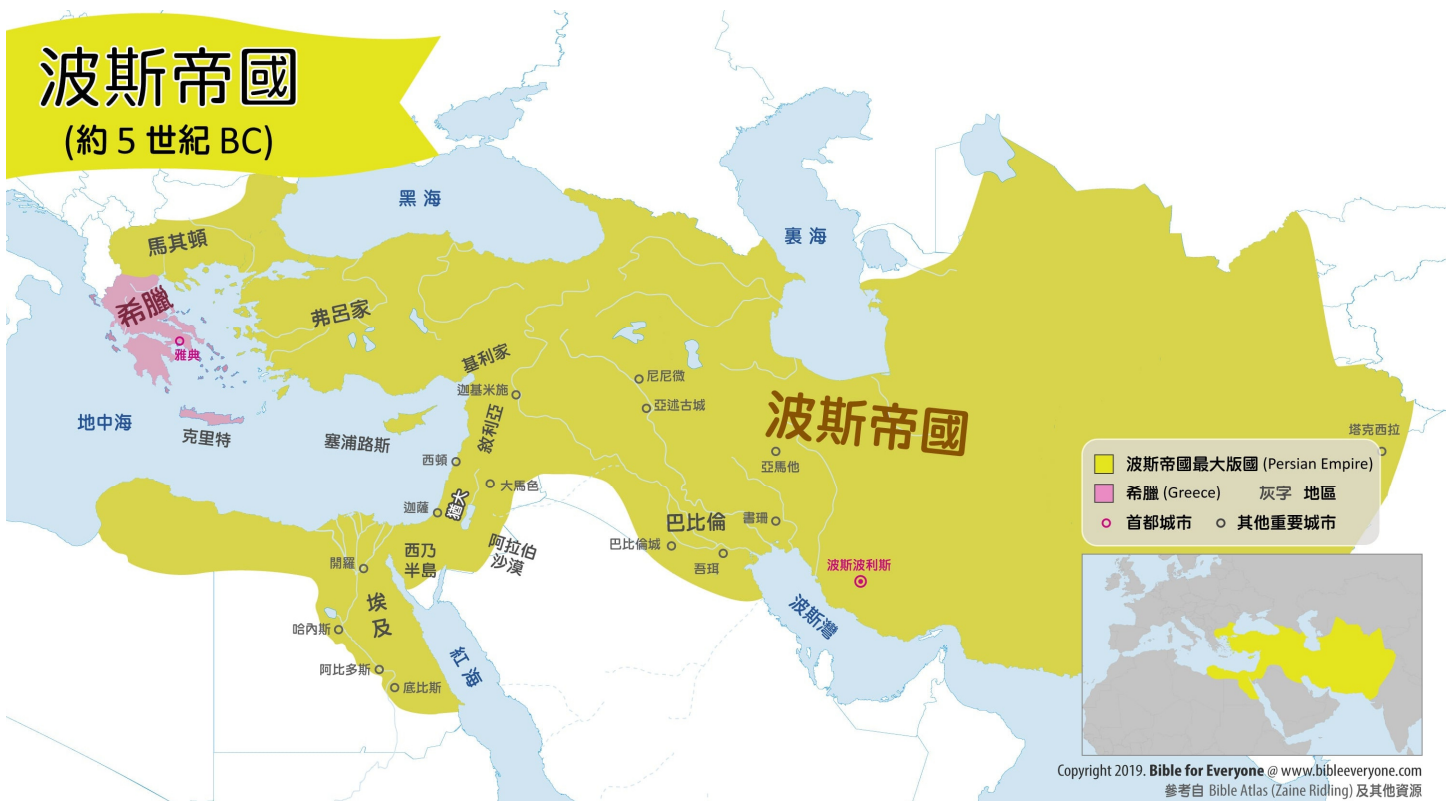 波斯帝國
(約 5 世紀 BC)
黑海
裏海
馬其頓
希臘
雅典
弗呂家
基利家
迦基米施
尼尼微
亞述古城
波斯帝國
地中海
克里特
塞浦路斯
敘利亞
西頓
大馬色
亞馬他
塔克西拉
迦薩
猶大
巴比倫
書珊
巴比倫城
吾珥
阿拉伯
沙漠
西乃
半島
開羅
波斯波利斯
埃及
波斯灣
哈內斯
紅海
阿比多斯
底比斯
波斯帝國最大版國 (Persian Empire)
希臘 (Greece) 灰字 地區
首都城市 其他重要城市
Copyright 2019. Bible for Everyone @ www.bibleeveryone.com
參考自 Bible Atlas (Zaine Ridling) 及其他資源